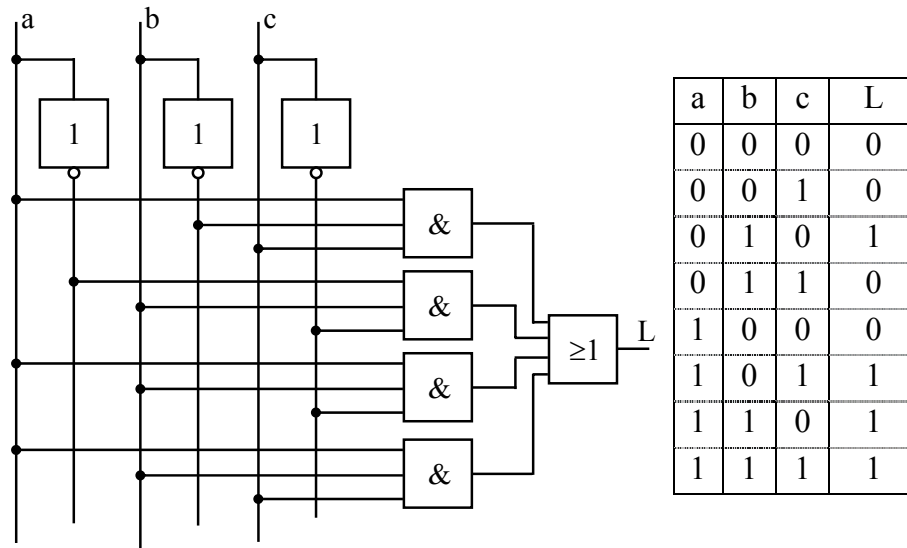 a b c
1 1 1
&
&
&
&
≥1
L
a b c L
0 0 0 0
0 0 1 0
0 1 0 1
0 1 1 0
1 0 0 0
1 0 1 1
1 1 0 1
1 1 1 1